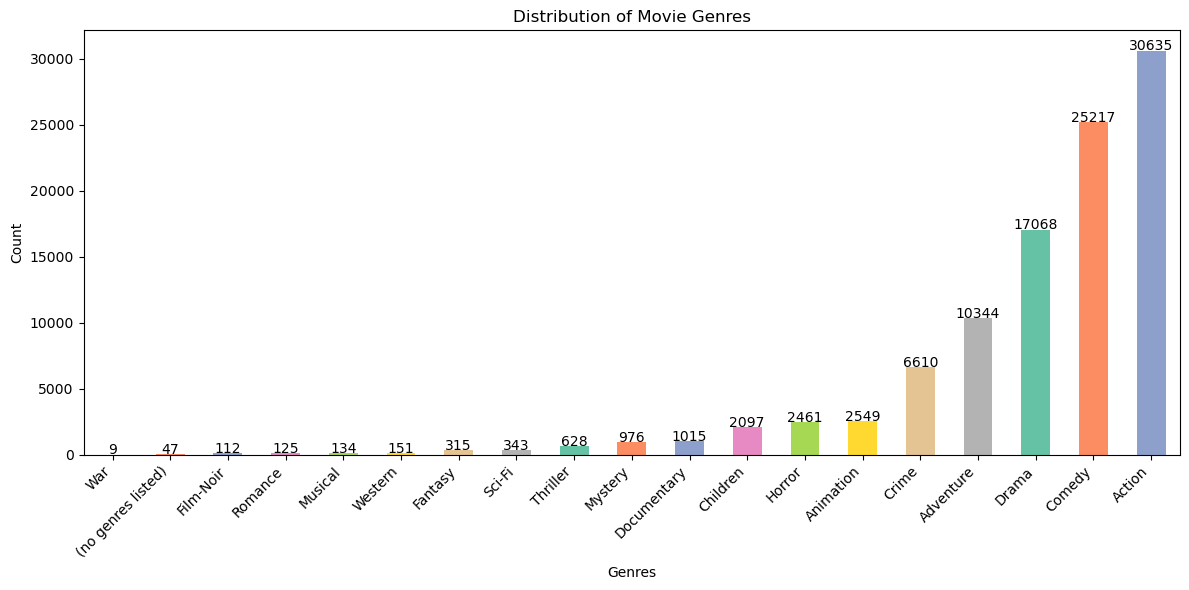 Distribution of Movie Genres
Count
30000
25000
20000
15000
10000
5000
0
9
47
112
125
134
151
315
343
628
976
1015
2097
2461
2549
6610
10344
17068
25217
30635
War
(no genres listed)
Film-Noir
Romance
Musical
Western
Fantasy
Sci-Fi
Thriller
Mystery
Documentary
Children
Horror
Animation
Crime
Adventure
Drama
Comedy
Action
Genres